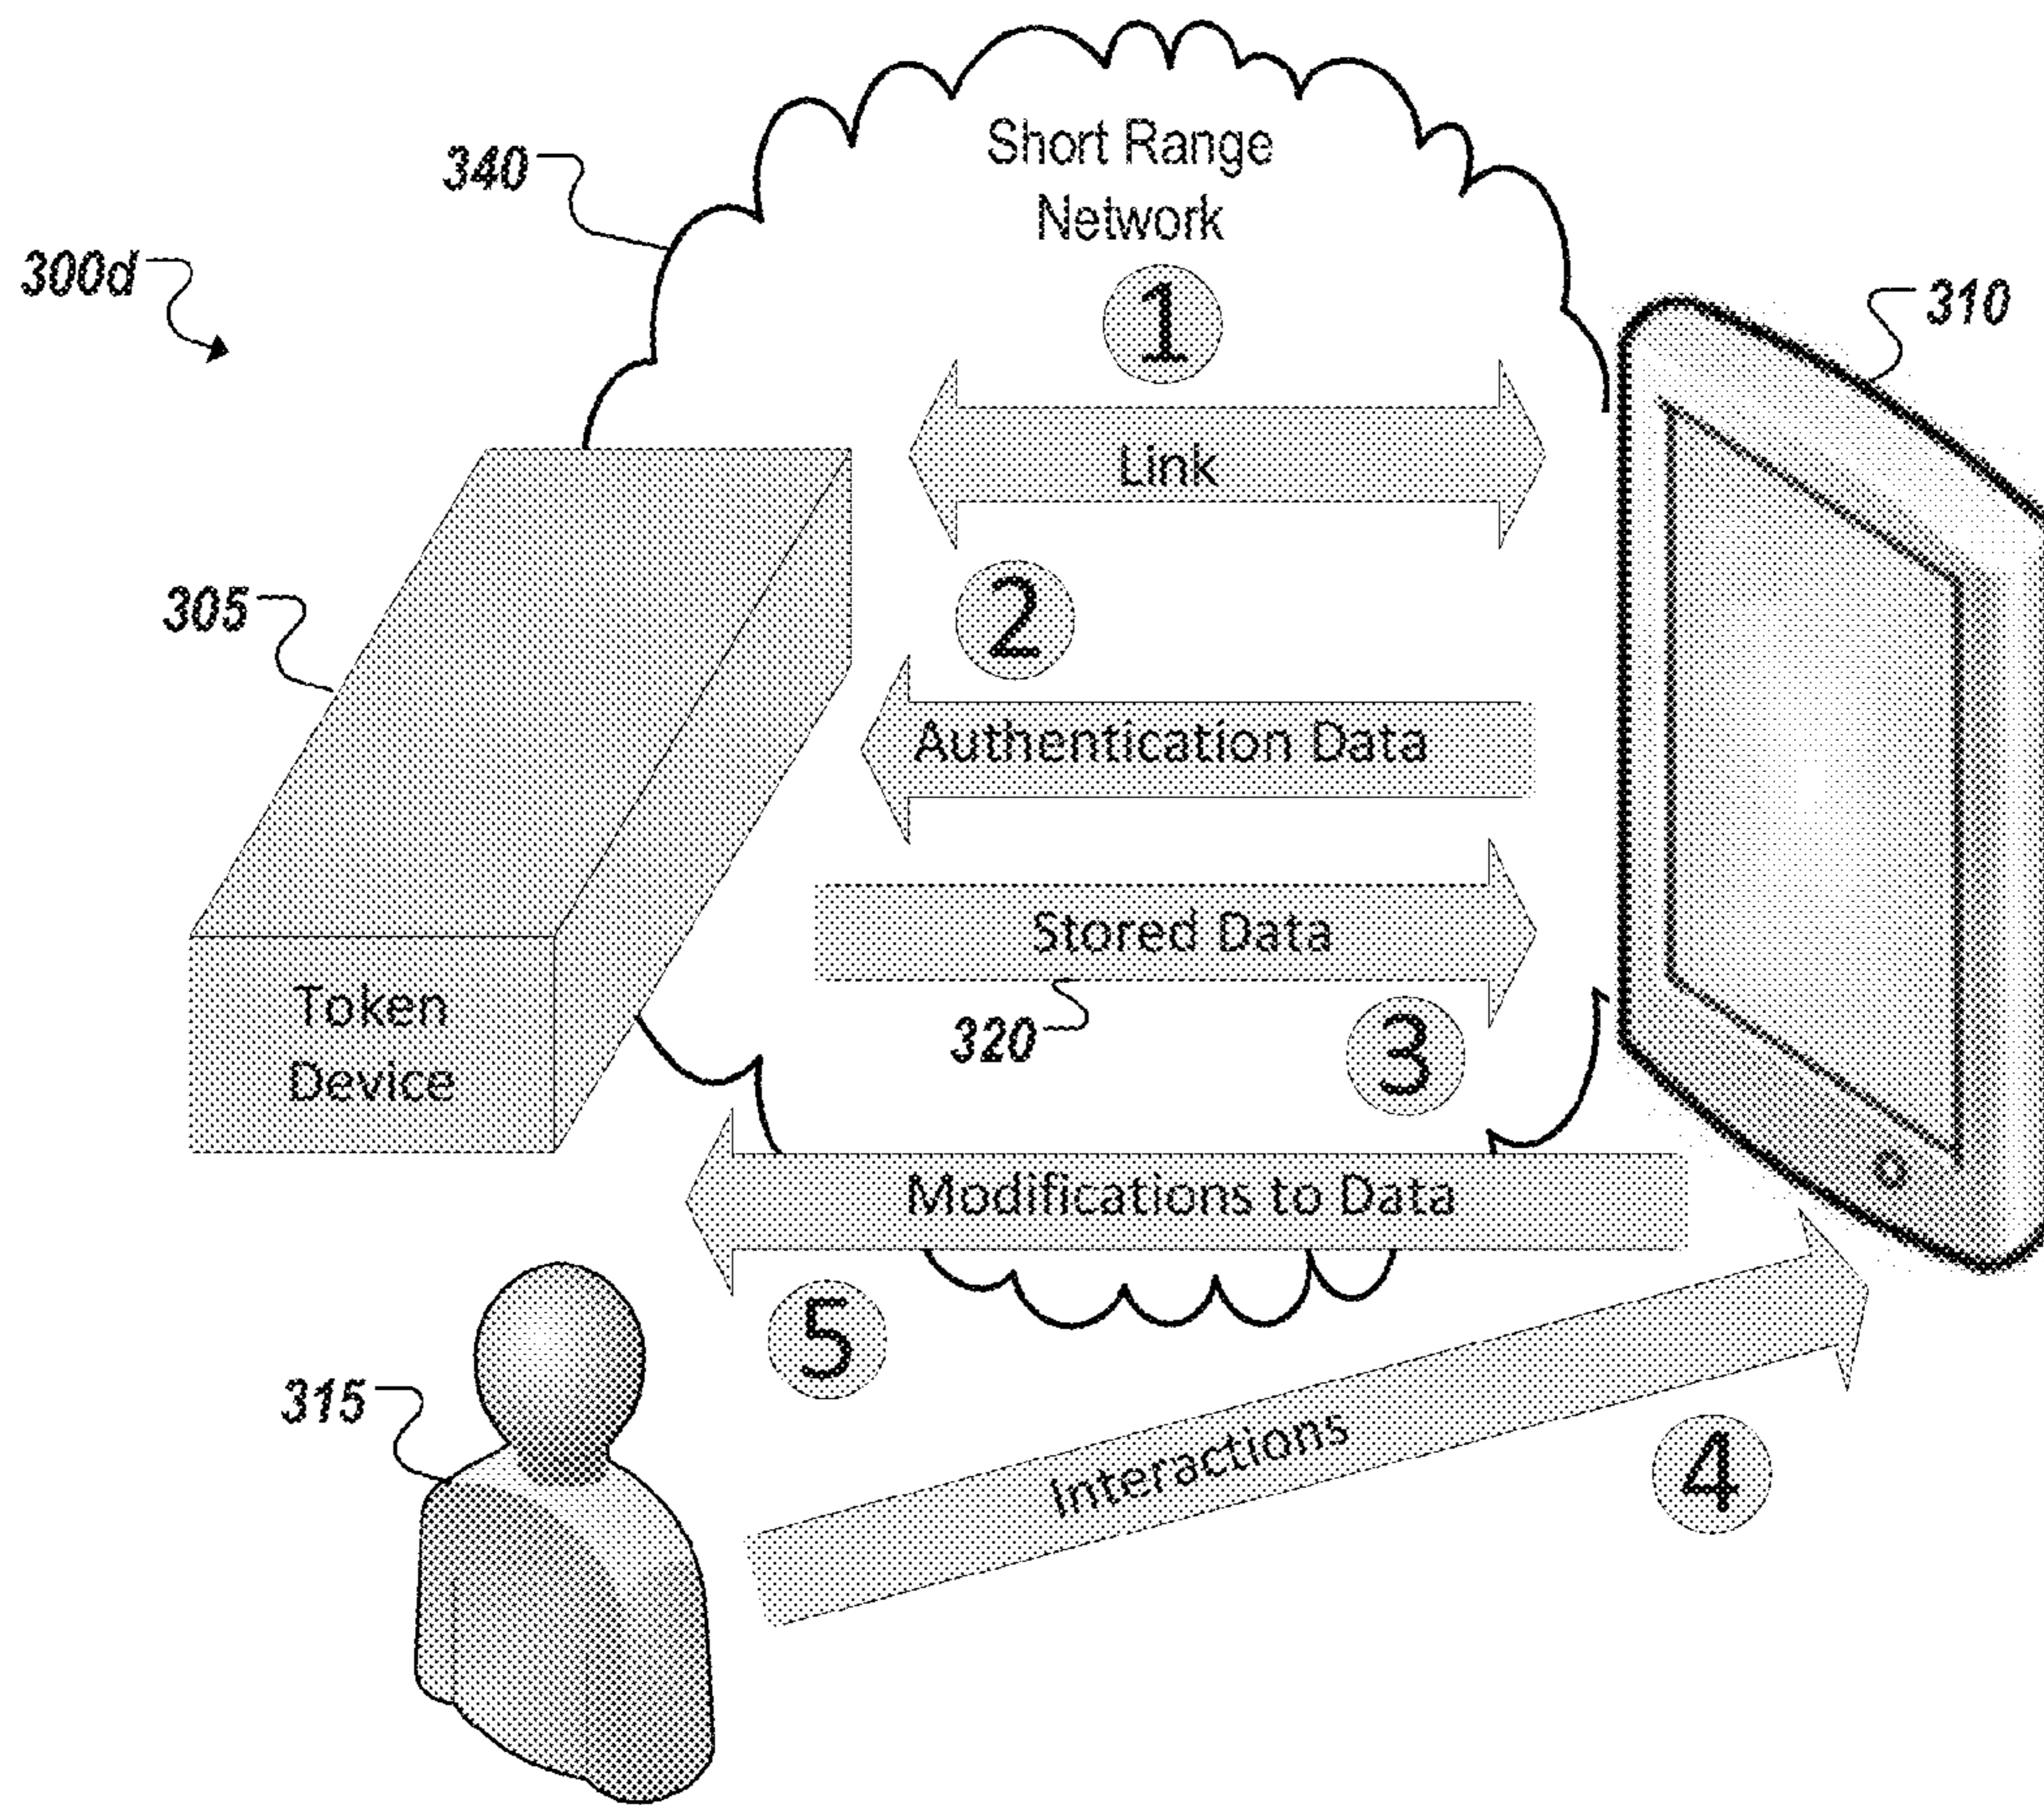 Short Range
Network
340
300d
1
310
Link
2
305
Authentication Data
Stored Data
320
3
Token
Device
Modifications to Data
5
315
Interactions
4